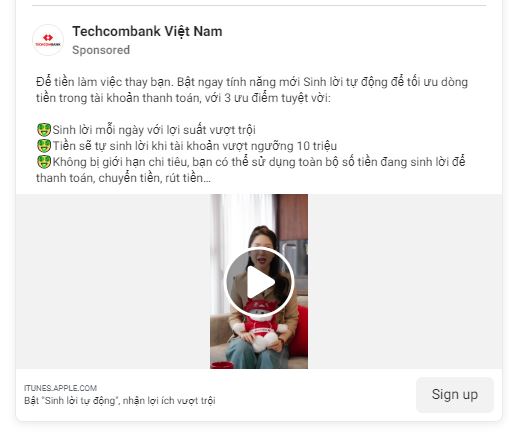 TECHCOMBANK
Techcombank Việt Nam
Sponsored
Để tiền làm việc thay bạn. Bật ngay tính năng mới Sinh lời tự động để tối ưu dòng
tiền trong tài khoản thanh toán, với 3 ưu điểm tuyệt vời:
🤑Sinh lời mỗi ngày với lợi suất vượt trội
🤑Tiền sẽ tự sinh lời khi tài khoản vượt ngưỡng 10 triệu
🤑Không bị giới hạn chi tiêu, bạn có thể sử dụng toàn bộ số tiền đang sinh lời để
thanh toán, chuyển tiền, rút tiền…
ITUNES.APPLE.COM
Bật "Sinh lời tự động", nhận lợi ích vượt trội
Sign up